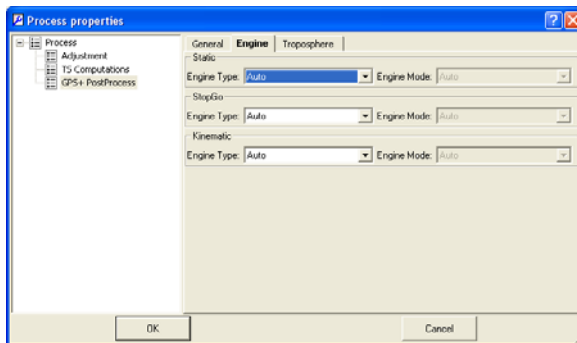 Process properties
Process
Adjustment
TS Computations
GPS+ PostProcess
General Engine Troposphere
Static
Engine Type: Auto Engine Mode: Auto
StopGo
Engine Type: Auto Engine Mode: Auto
Kinematic
Engine Type: Auto Engine Mode: Auto
OK Cancel